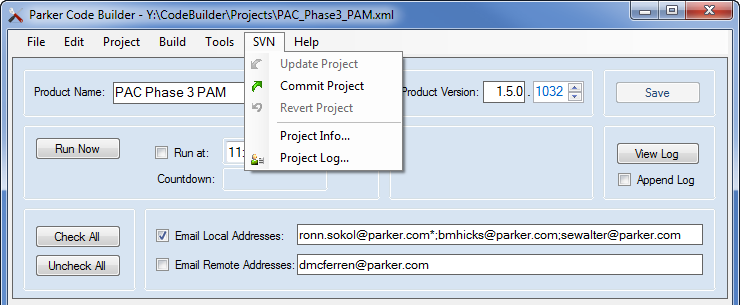 Parker Code Builder - Y:\CodeBuilder\Projects\PAC_Phase3_PAM.xml
File Edit Project Build Tools SVN Help
Update Project
Commit Project
Revert Project
Project Info...
Project Log...
Product Name: PAC Phase 3 PAM Product Version: 1.5.0 . 1032 Save
Run Now Run at: 11: View Log
Countdown: Append Log
Check All Email Local Addresses: ronn.sokol@parker.com*;bmhicks@parker.com;sewalter@parker.com
Uncheck All Email Remote Addresses: dmcferren@parker.com